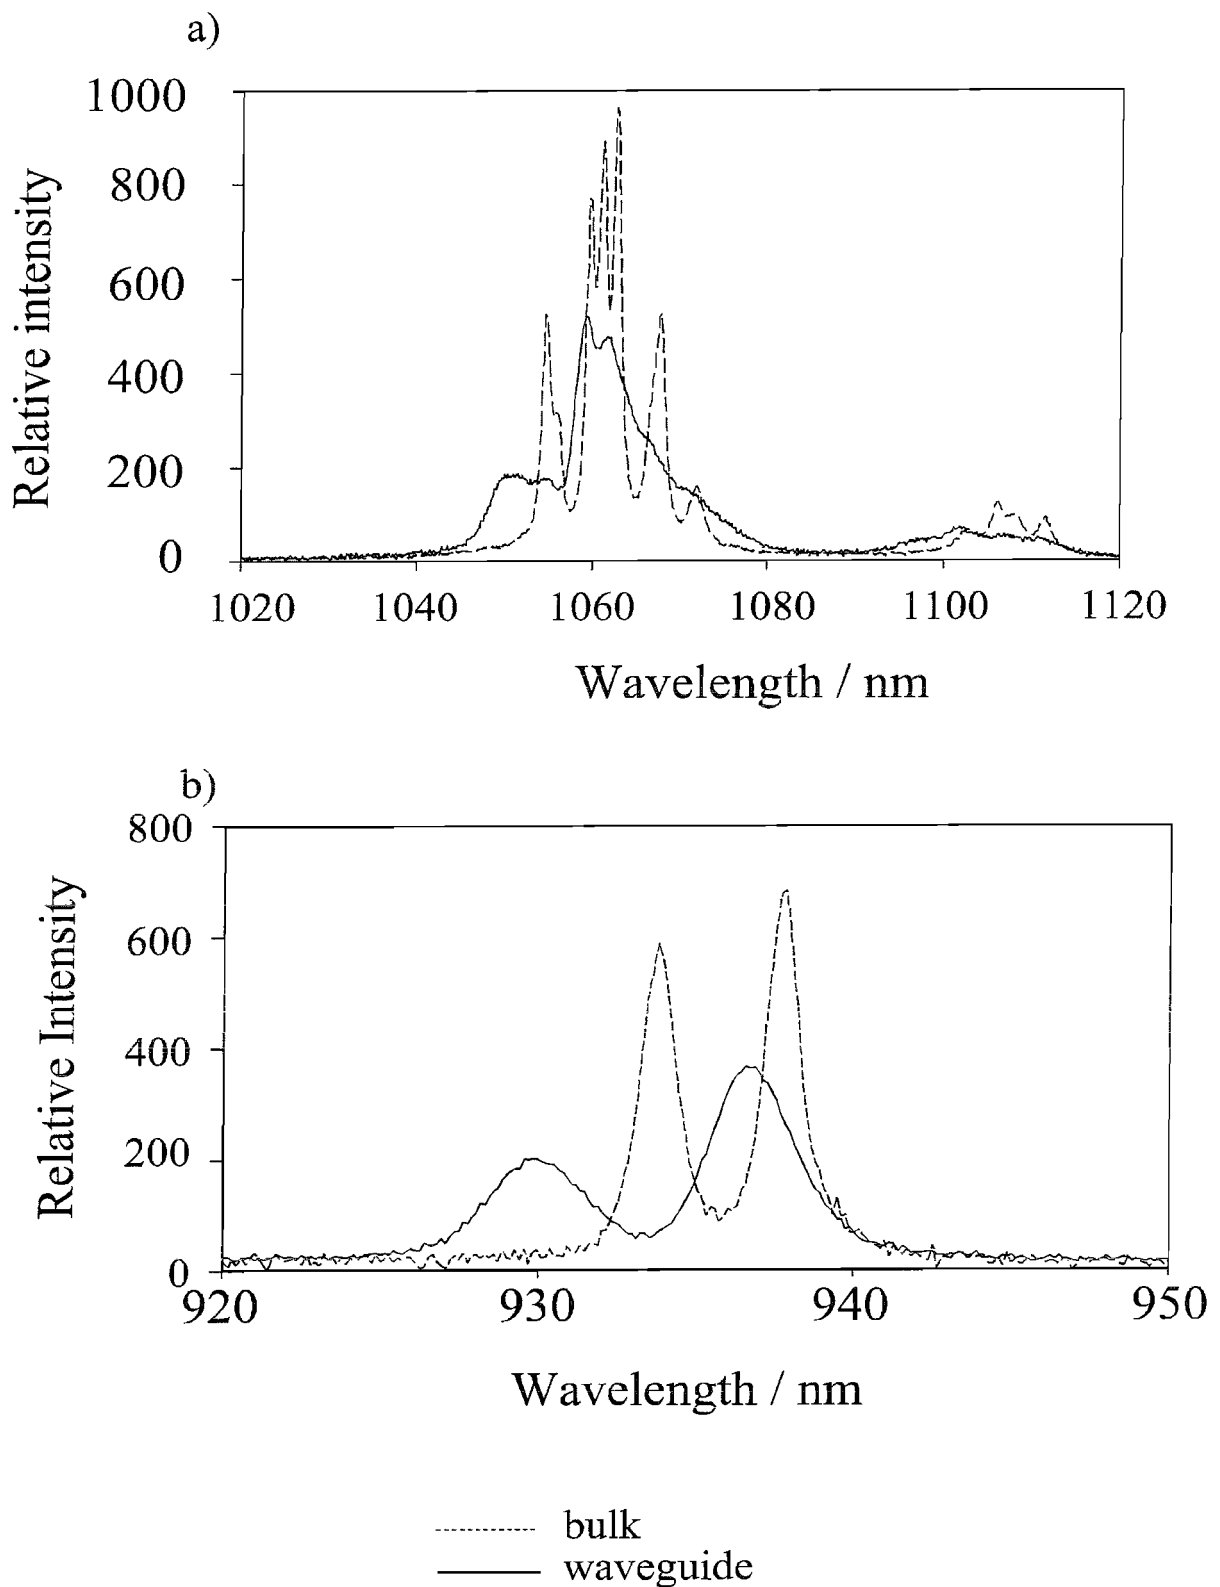 a)
1000
800
600
400
200
0
Relative intensity
1020 1040 1060 1080 1100 1120
Wavelength / nm
b)
800
600
400
200
0
Relative Intensity
920 930 940 950
Wavelength / nm
bulk
waveguide